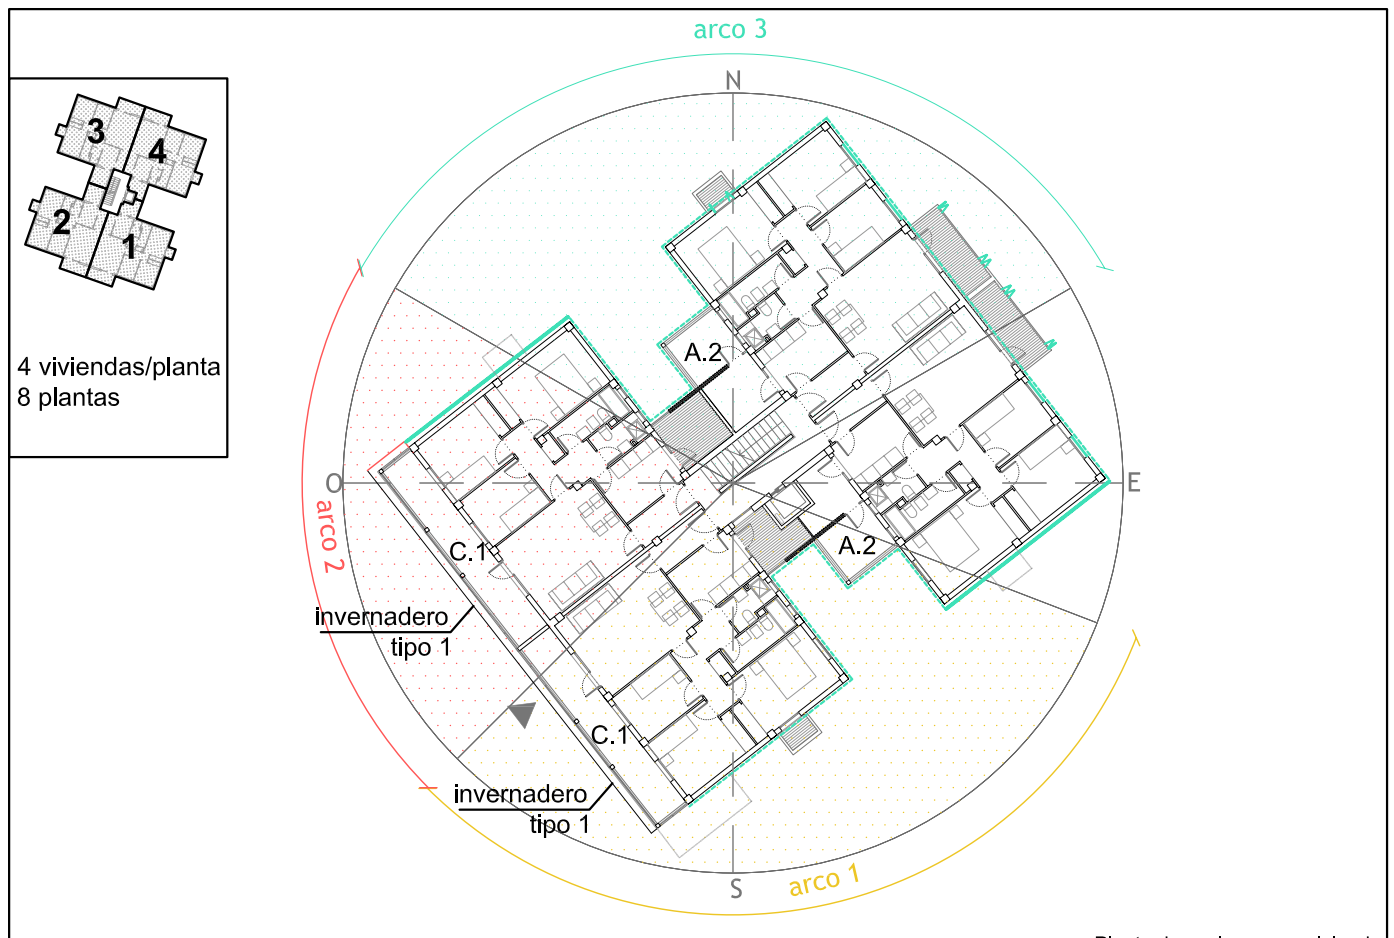 arco 3
N
3
4
2
1
4 viviendas/planta
8 plantas
A.2
O
E
arco 2
C.1
A.2
invernadero
tipo 1
C.1
invernadero
tipo 1
arco 1
S